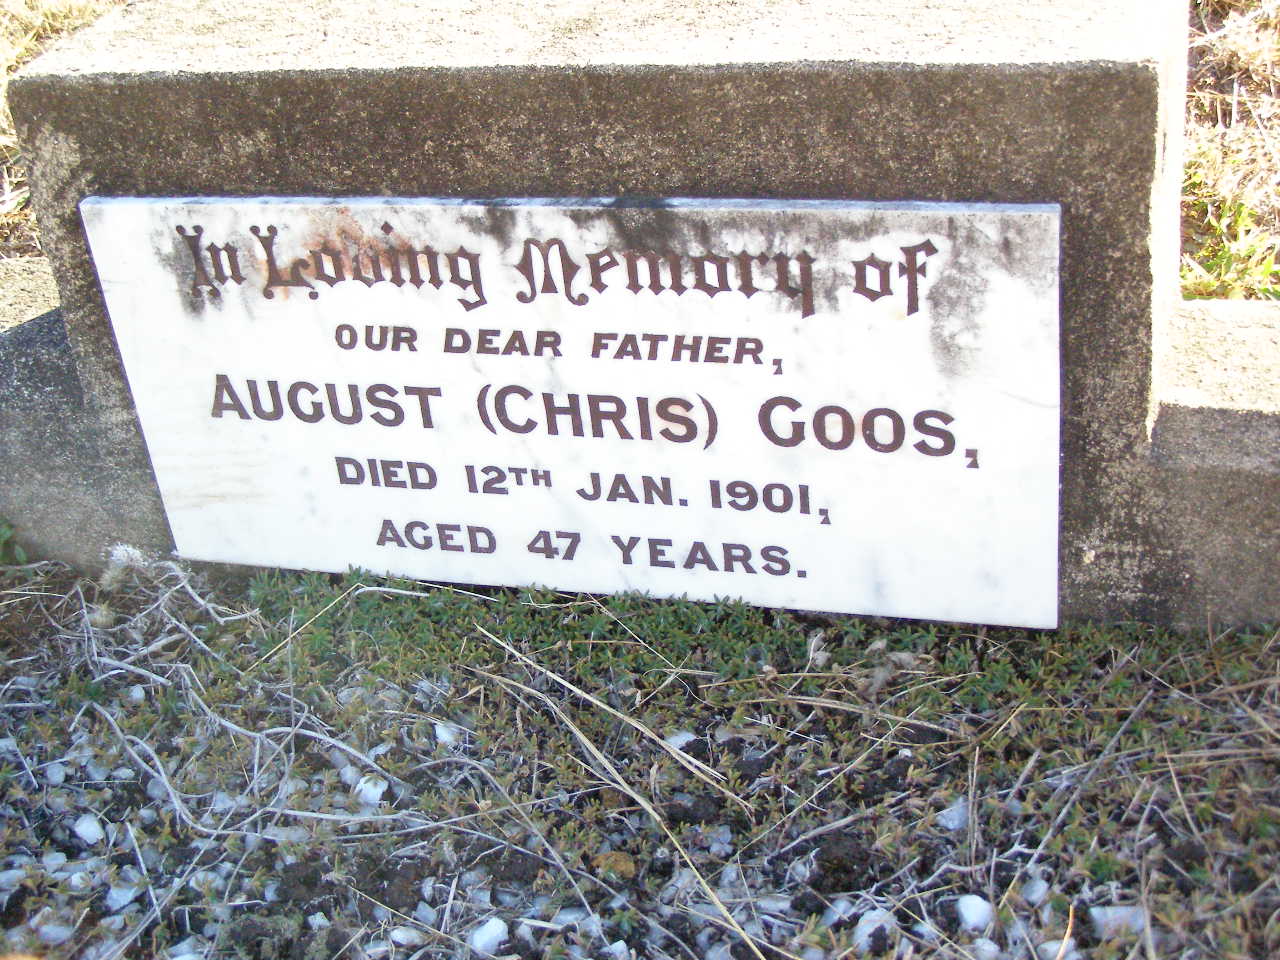 In Loving Memory of
OUR DEAR FATHER,
AUGUST (CHRIS) GOOS,
DIED 12TH JAN. 1901,
AGED 47 YEARS.